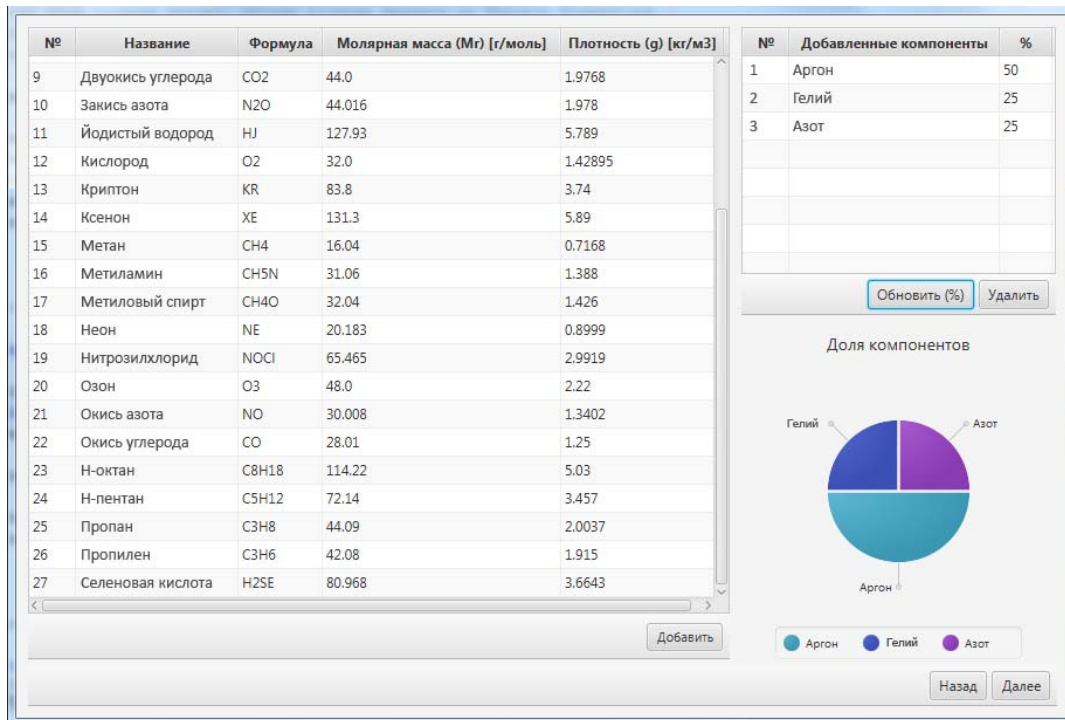 № Название Формула Молярная масса (Mr) [г/моль] Плотность (g) [кг/м3]
9 Двуокись углерода CO2 44.0 1.9768
10 Закись азота N2O 44.016 1.978
11 Йодистый водород HJ 127.93 5.789
12 Кислород O2 32.0 1.42895
13 Криптон KR 83.8 3.74
14 Ксенон XE 131.3 5.89
15 Метан CH4 16.04 0.7168
16 Метиламин CH5N 31.06 1.388
17 Метиловый спирт CH4O 32.04 1.426
18 Неон NE 20.183 0.8999
19 Нитрозилхлорид NOCl 65.465 2.9919
20 Озон O3 48.0 2.22
21 Окись азота NO 30.008 1.3402
22 Окись углерода CO 28.01 1.25
23 Н-октан C8H18 114.22 5.03
24 Н-пентан C5H12 72.14 3.457
25 Пропан C3H8 44.09 2.0037
26 Пропилен C3H6 42.08 1.915
27 Селеновая кислота H2SE 80.968 3.6643
Добавить
№ Добавленные компоненты %
1 Аргон 50
2 Гелий 25
3 Азот 25
Обновить (%) Удалить
Доля компонентов
Гелий Азот
Аргон
Аргон Гелий Азот
Назад Далее